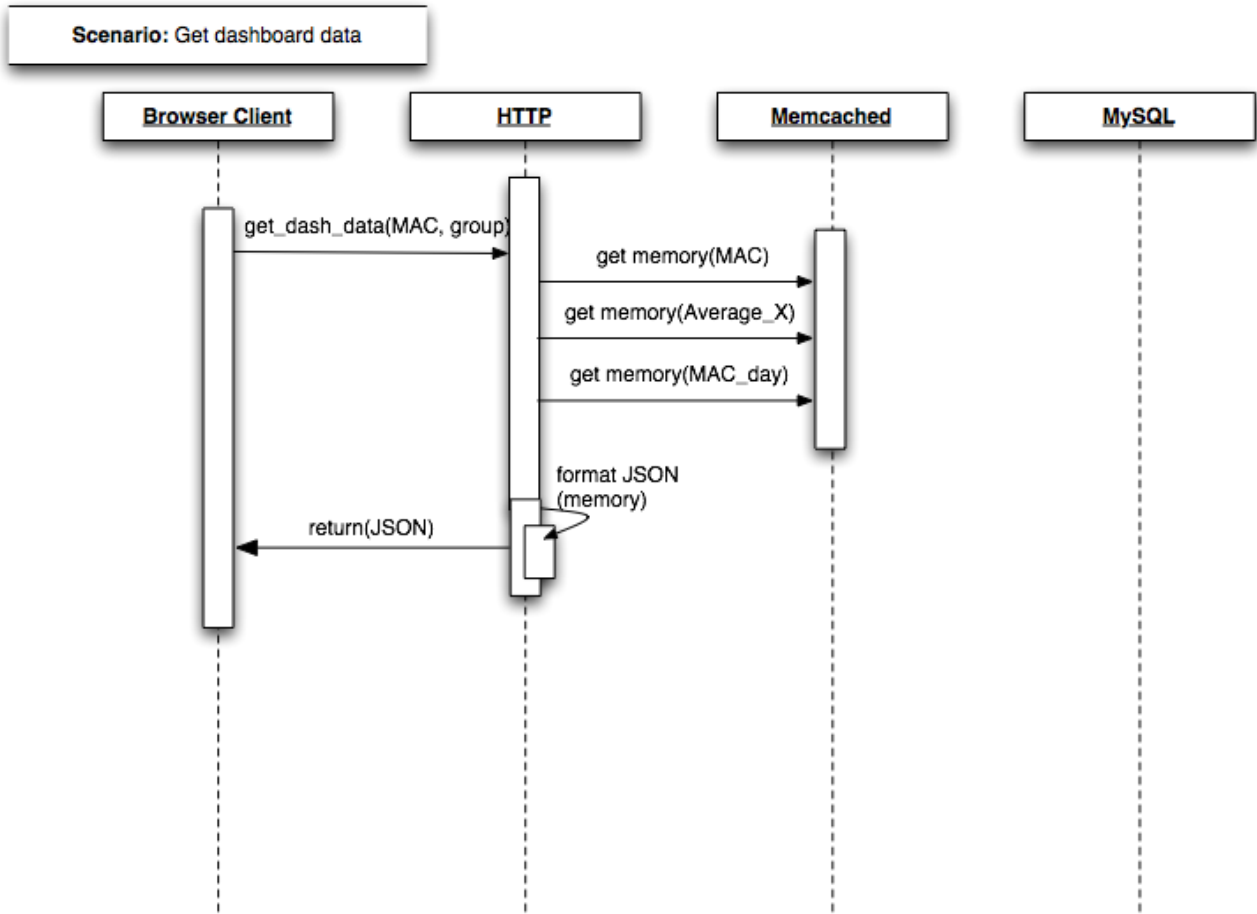 Scenario: Get dashboard data
Browser Client
HTTP
Memcached
MySQL
get_dash_data(MAC, group)
get memory(MAC)
get memory(Average_X)
get memory(MAC_day)
format JSON
(memory)
return(JSON)